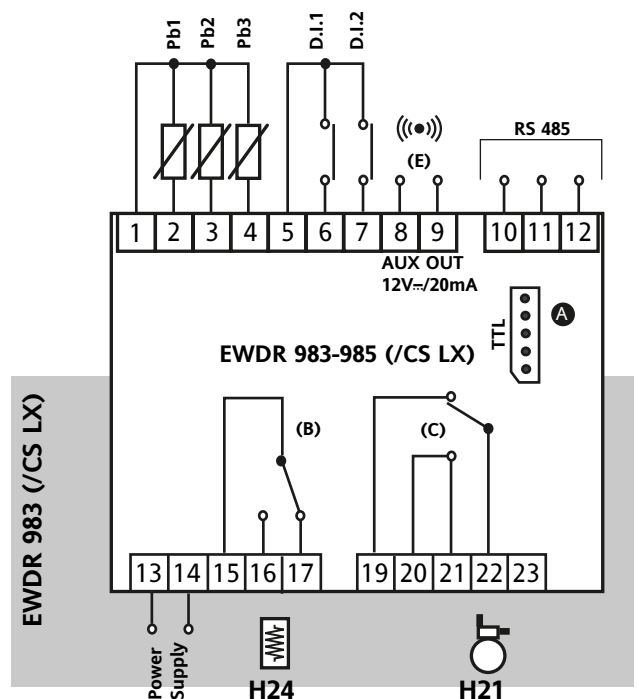 Pb1
Pb2
Pb3
D.I.1
D.I.2
(E)
RS 485
1 2 3 4 5 6 7 8 9 10 11 12
AUX OUT
12V⎓/20mA
TTL
A
EWDR 983-985 (/CS LX)
EWDR 983 (/CS LX)
(B)
(C)
13 14 15 16 17 19 20 21 22 23
Power
Supply
H24
H21